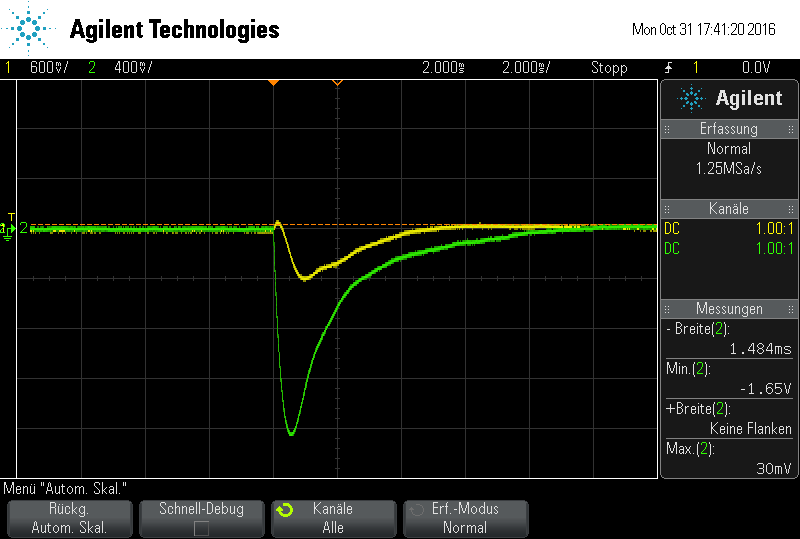 Agilent Technologies
Mon Oct 31 17:41:20 2016
1 600mV/ 2 400mV/ 2.000ms 2.000ms/ Stopp 1 0.0V
Agilent
Erfassung
Normal
1.25MSa/s
Kanäle
DC 1.00:1
DC 1.00:1
Messungen
- Breite(2):
1.484ms
Min.(2):
-1.65V
+Breite(2):
Keine Flanken
Max.(2):
30mV
T
2
Menü "Autom. Skal."
Rückg.
Autom. Skal.
Schnell-Debug
Kanäle
Alle
Erf.-Modus
Normal